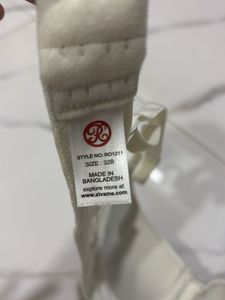 STYLE NO: RO1211
SIZE : 32B
MADE IN
BANGLADESH
explore more at
www.zivame.com